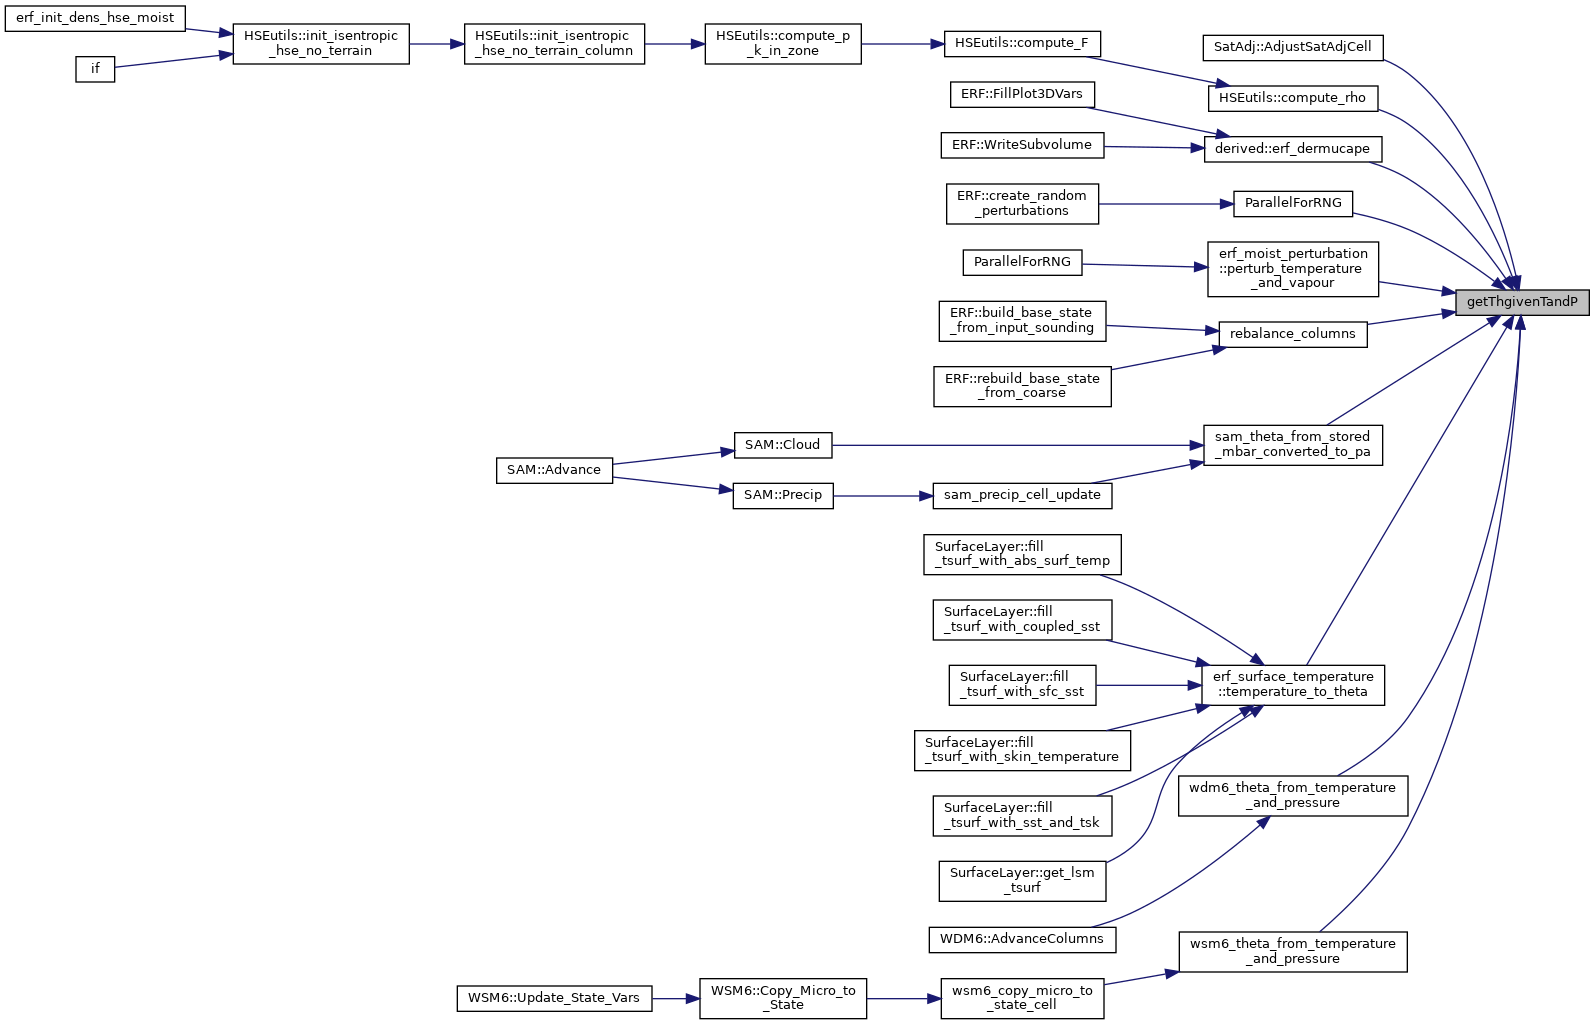 erf_init_dens_hse_moist
if
HSEutils::init_isentropic
_hse_no_terrain
HSEutils::init_isentropic
_hse_no_terrain_column
HSEutils::compute_p
_k_in_zone
HSEutils::compute_F
SatAdj::AdjustSatAdjCell
HSEutils::compute_rho
ERF::FillPlot3DVars
ERF::WriteSubvolume
derived::erf_dermucape
ERF::create_random
_perturbations
ParallelForRNG
ParallelForRNG
erf_moist_perturbation
::perturb_temperature
_and_vapour
getThgivenTandP
ERF::build_base_state
_from_input_sounding
rebalance_columns
ERF::rebuild_base_state
_from_coarse
SAM::Advance
SAM::Cloud
sam_theta_from_stored
_mbar_converted_to_pa
SAM::Precip
sam_precip_cell_update
SurfaceLayer::fill
_tsurf_with_abs_surf_temp
SurfaceLayer::fill
_tsurf_with_coupled_sst
SurfaceLayer::fill
_tsurf_with_sfc_sst
erf_surface_temperature
::temperature_to_theta
SurfaceLayer::fill
_tsurf_with_skin_temperature
SurfaceLayer::fill
_tsurf_with_sst_and_tsk
SurfaceLayer::get_lsm
_tsurf
wdm6_theta_from_temperature
_and_pressure
WDM6::AdvanceColumns
wsm6_theta_from_temperature
_and_pressure
WSM6::Update_State_Vars
WSM6::Copy_Micro_to
_State
wsm6_copy_micro_to
_state_cell